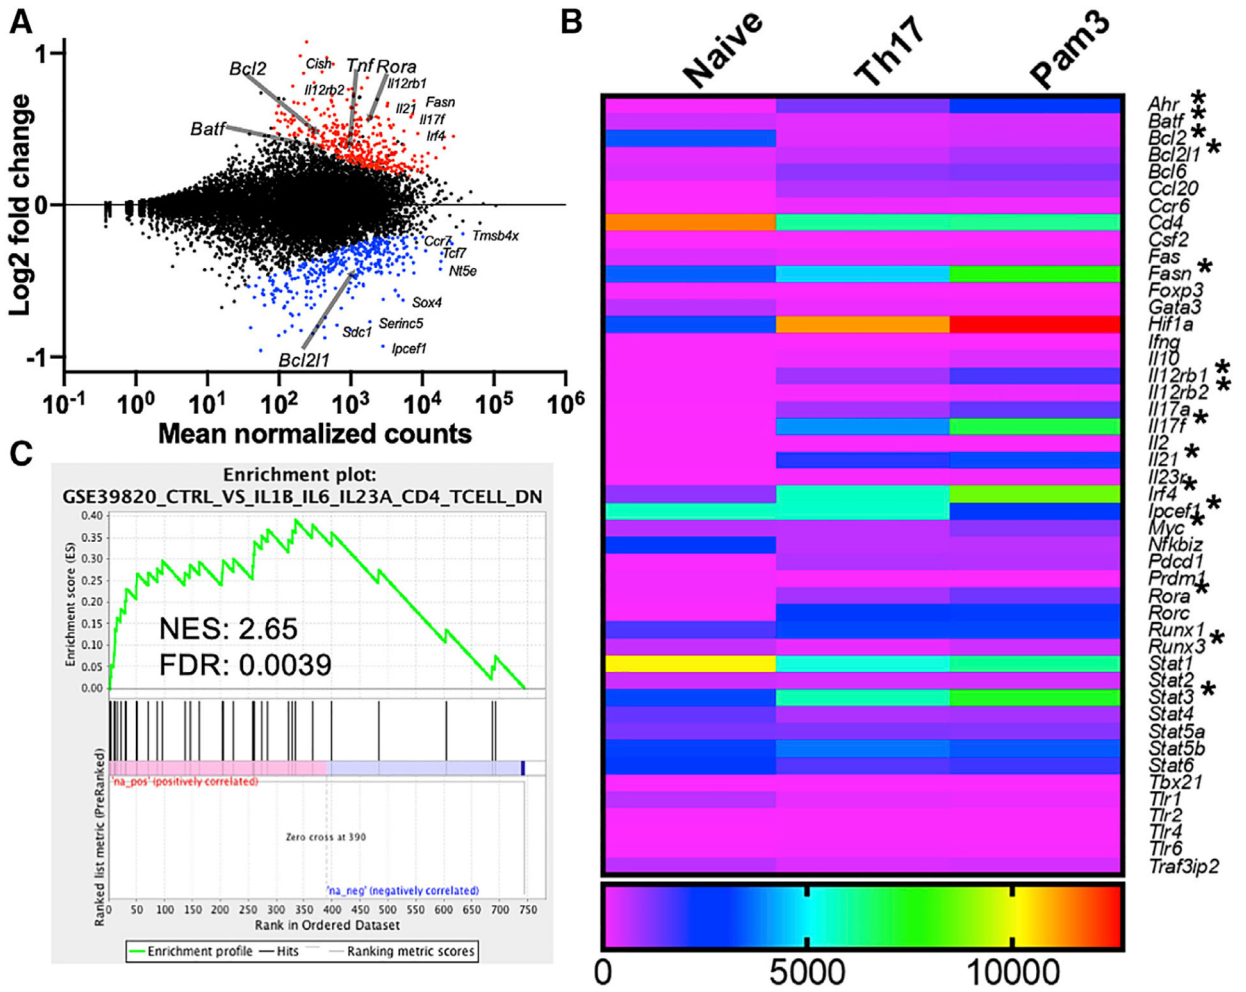 A
1
0
-1
Log2 fold change
Bcl2
Cish
Tnf
Rora
Il12rb1
Il12rb2
Il21
Fasn
Il17f
Irf4
Batf
Ccr7
Tmsb4x
Tcf7
Nt5e
Sox4
Serinc5
Sdc1
Ipcef1
Bcl2l1
10-1 100 101 102 103 104 105 106
Mean normalized counts
B
Naive
Th17
Pam3
Ahr *
Batf *
Bcl2 *
Bcl2l1 *
Bcl6
Ccl20
Ccr6
Cd4
Csf2
Fas
Fasn *
Foxp3
Gata3
Hif1a
Ifng
Il10
Il12rb1 *
Il12rb2 *
Il17a
Il17f *
Il2
Il21 *
Il23r
Irf4 *
Ipcef1 *
Myc *
Nfkbiz
Pdcd1
Prdm1
Rora *
Rorc
Runx1
Runx3 *
Stat1
Stat2
Stat3 *
Stat4
Stat5a
Stat5b
Stat6
Tbx21
Tlr1
Tlr2
Tlr4
Tlr6
Traf3ip2
0 5000 10000
C
Enrichment plot:
GSE39820_CTRL_VS_IL1B_IL6_IL23A_CD4_TCELL_DN
Enrichment score (ES)
0.40
0.35
0.30
0.25
0.20
0.15
0.10
0.05
0.00
NES: 2.65
FDR: 0.0039
Ranked list metric (PreRanked)
'na_pos' (positively correlated)
Zero cross at 390
'na_neg' (negatively correlated)
0 50 100 150 200 250 300 350 400 450 500 550 600 650 700 750
Rank in Ordered Dataset
Enrichment profile Hits Ranking metric scores